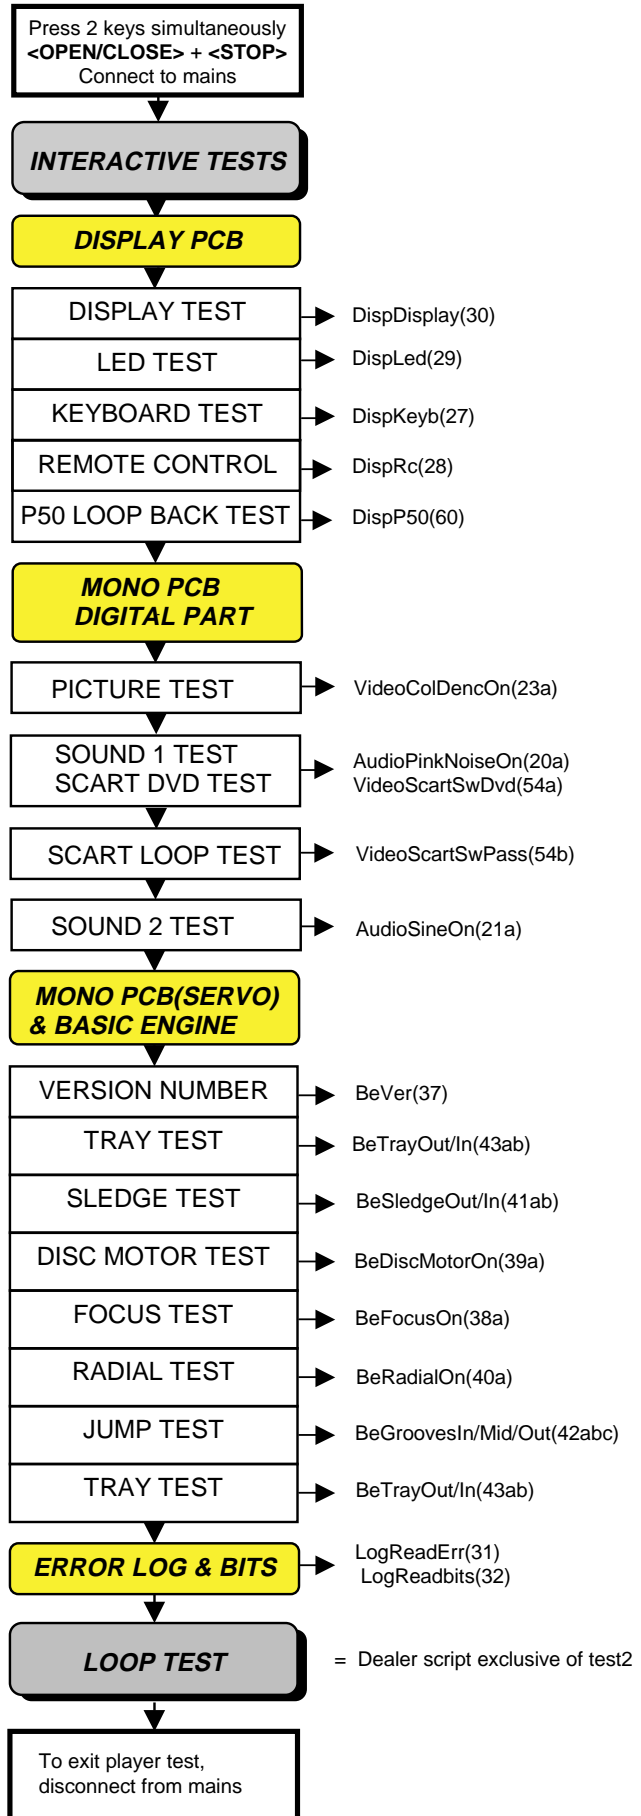 Press 2 keys simultaneously
<OPEN/CLOSE> + <STOP>
Connect to mains
INTERACTIVE TESTS
DISPLAY PCB
DISPLAY TEST
DispDisplay(30)
LED TEST
DispLed(29)
KEYBOARD TEST
DispKeyb(27)
REMOTE CONTROL
DispRc(28)
P50 LOOP BACK TEST
DispP50(60)
MONO PCB
DIGITAL PART
PICTURE TEST
VideoColDencOn(23a)
SOUND 1 TEST
SCART DVD TEST
AudioPinkNoiseOn(20a)
VideoScartSwDvd(54a)
SCART LOOP TEST
VideoScartSwPass(54b)
SOUND 2 TEST
AudioSineOn(21a)
MONO PCB(SERVO)
& BASIC ENGINE
VERSION NUMBER
BeVer(37)
TRAY TEST
BeTrayOut/In(43ab)
SLEDGE TEST
BeSledgeOut/In(41ab)
DISC MOTOR TEST
BeDiscMotorOn(39a)
FOCUS TEST
BeFocusOn(38a)
RADIAL TEST
BeRadialOn(40a)
JUMP TEST
BeGroovesIn/Mid/Out(42abc)
TRAY TEST
BeTrayOut/In(43ab)
ERROR LOG & BITS
LogReadErr(31)
LogReadbits(32)
LOOP TEST
= Dealer script exclusive of test2
To exit player test,
disconnect from mains